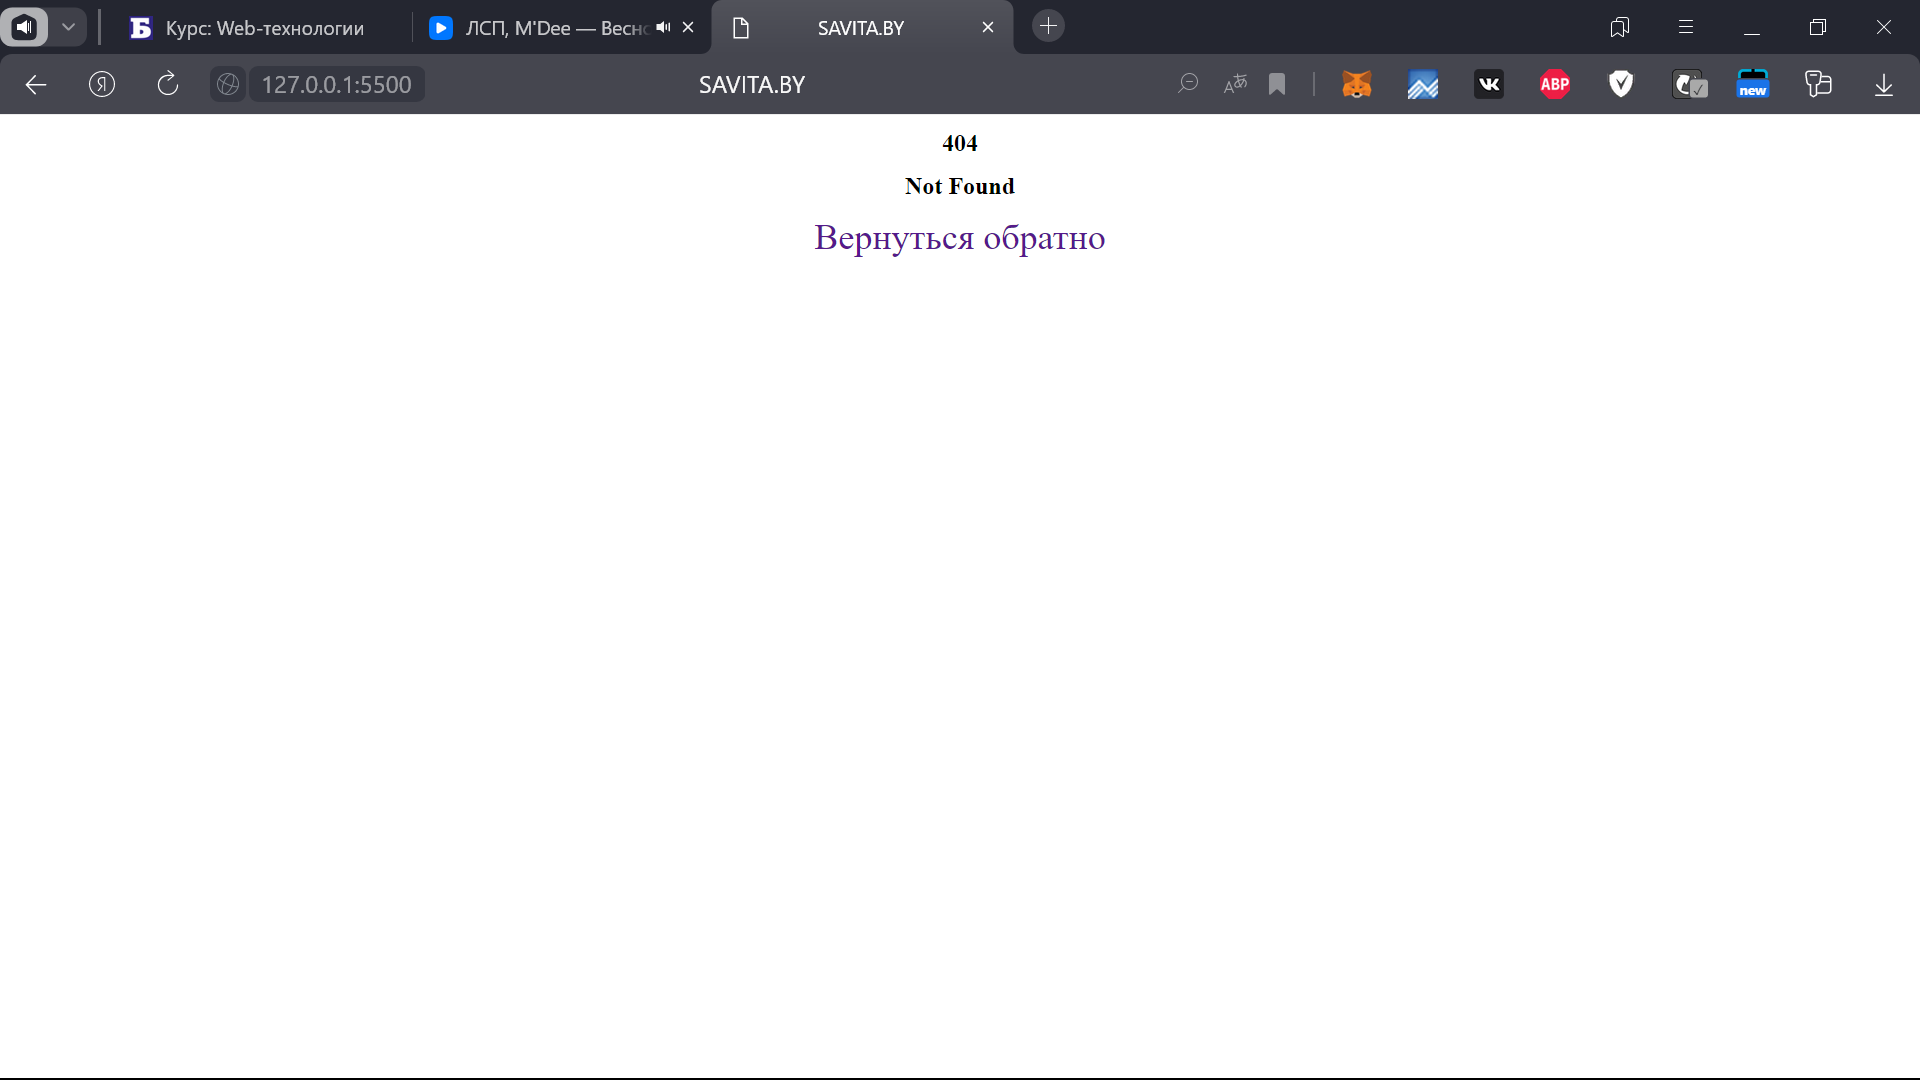 Курс: Web-технологии
ЛСП, M'Dee — Весно
SAVITA.BY
Я
127.0.0.1:5500
SAVITA.BY
ABP
new
404
Not Found
Вернуться обратно